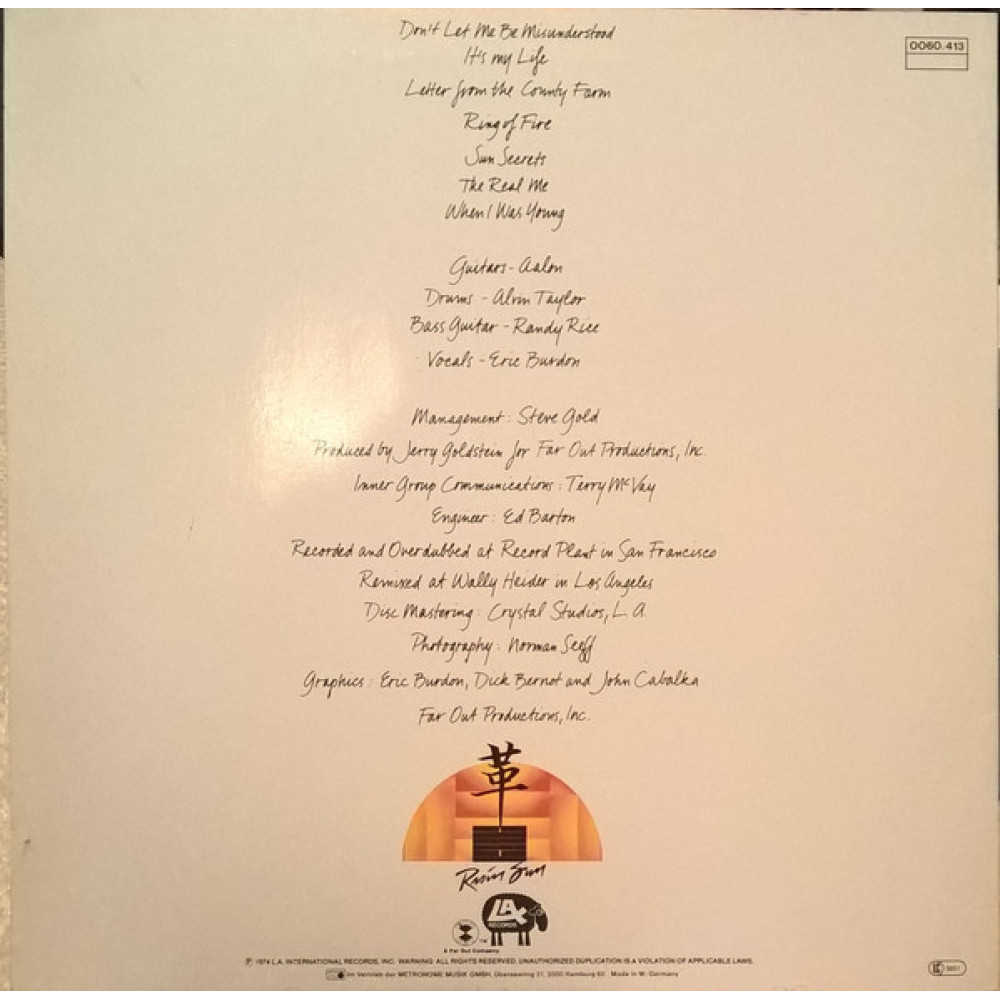 Don't Let Me Be Misunderstood
0060.413
It's my Life
Letter from the County Farm
Ring of Fire
Sun Secrets
The Real Me
When I Was Young
Guitars - Aalon
Drums - Alvin Taylor
Bass Guitar - Randy Rice
Vocals - Eric Burdon
Management: Steve Gold
Produced by Jerry Goldstein for Far Out Productions, Inc.
Inner Group Communications: Terry McVay
Engineer: Ed Barton
Recorded and Overdubbed at Record Plant in San Francisco
Remixed at Wally Heider in Los Angeles
Disc Mastering: Crystal Studios, L.A.
Photography: Norman Seeff
Graphics: Eric Burdon, Dick Bernot and John Cabalka
Far Out Productions, Inc.
革
Risin Sun
LAX
RECORDS
TM
A Far Out Company
℗ 1974 L.A. INTERNATIONAL RECORDS, INC. WARNING: ALL RIGHTS RESERVED. UNAUTHORIZED DUPLICATION IS A VIOLATION OF APPLICABLE LAWS.
Im Vertrieb der METRONOME MUSIK GMBH, Überseering 21, 2000 Hamburg 60 · Made in W.-Germany